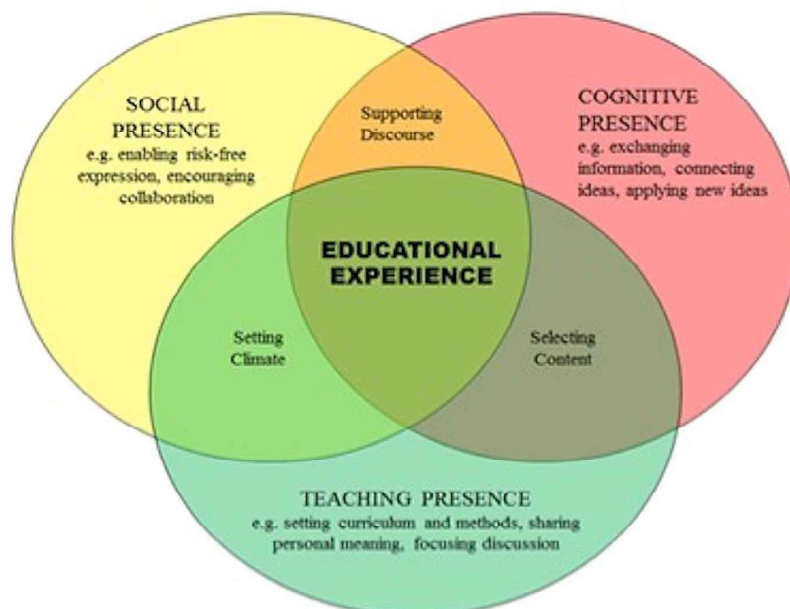 SOCIAL
PRESENCE
e.g. enabling risk-free
expression, encouraging
collaboration
Supporting
Discourse
COGNITIVE
PRESENCE
e.g. exchanging
information, connecting
ideas, applying new ideas
EDUCATIONAL
EXPERIENCE
Setting
Climate
Selecting
Content
TEACHING PRESENCE
e.g. setting curriculum and methods, sharing
personal meaning, focusing discussion